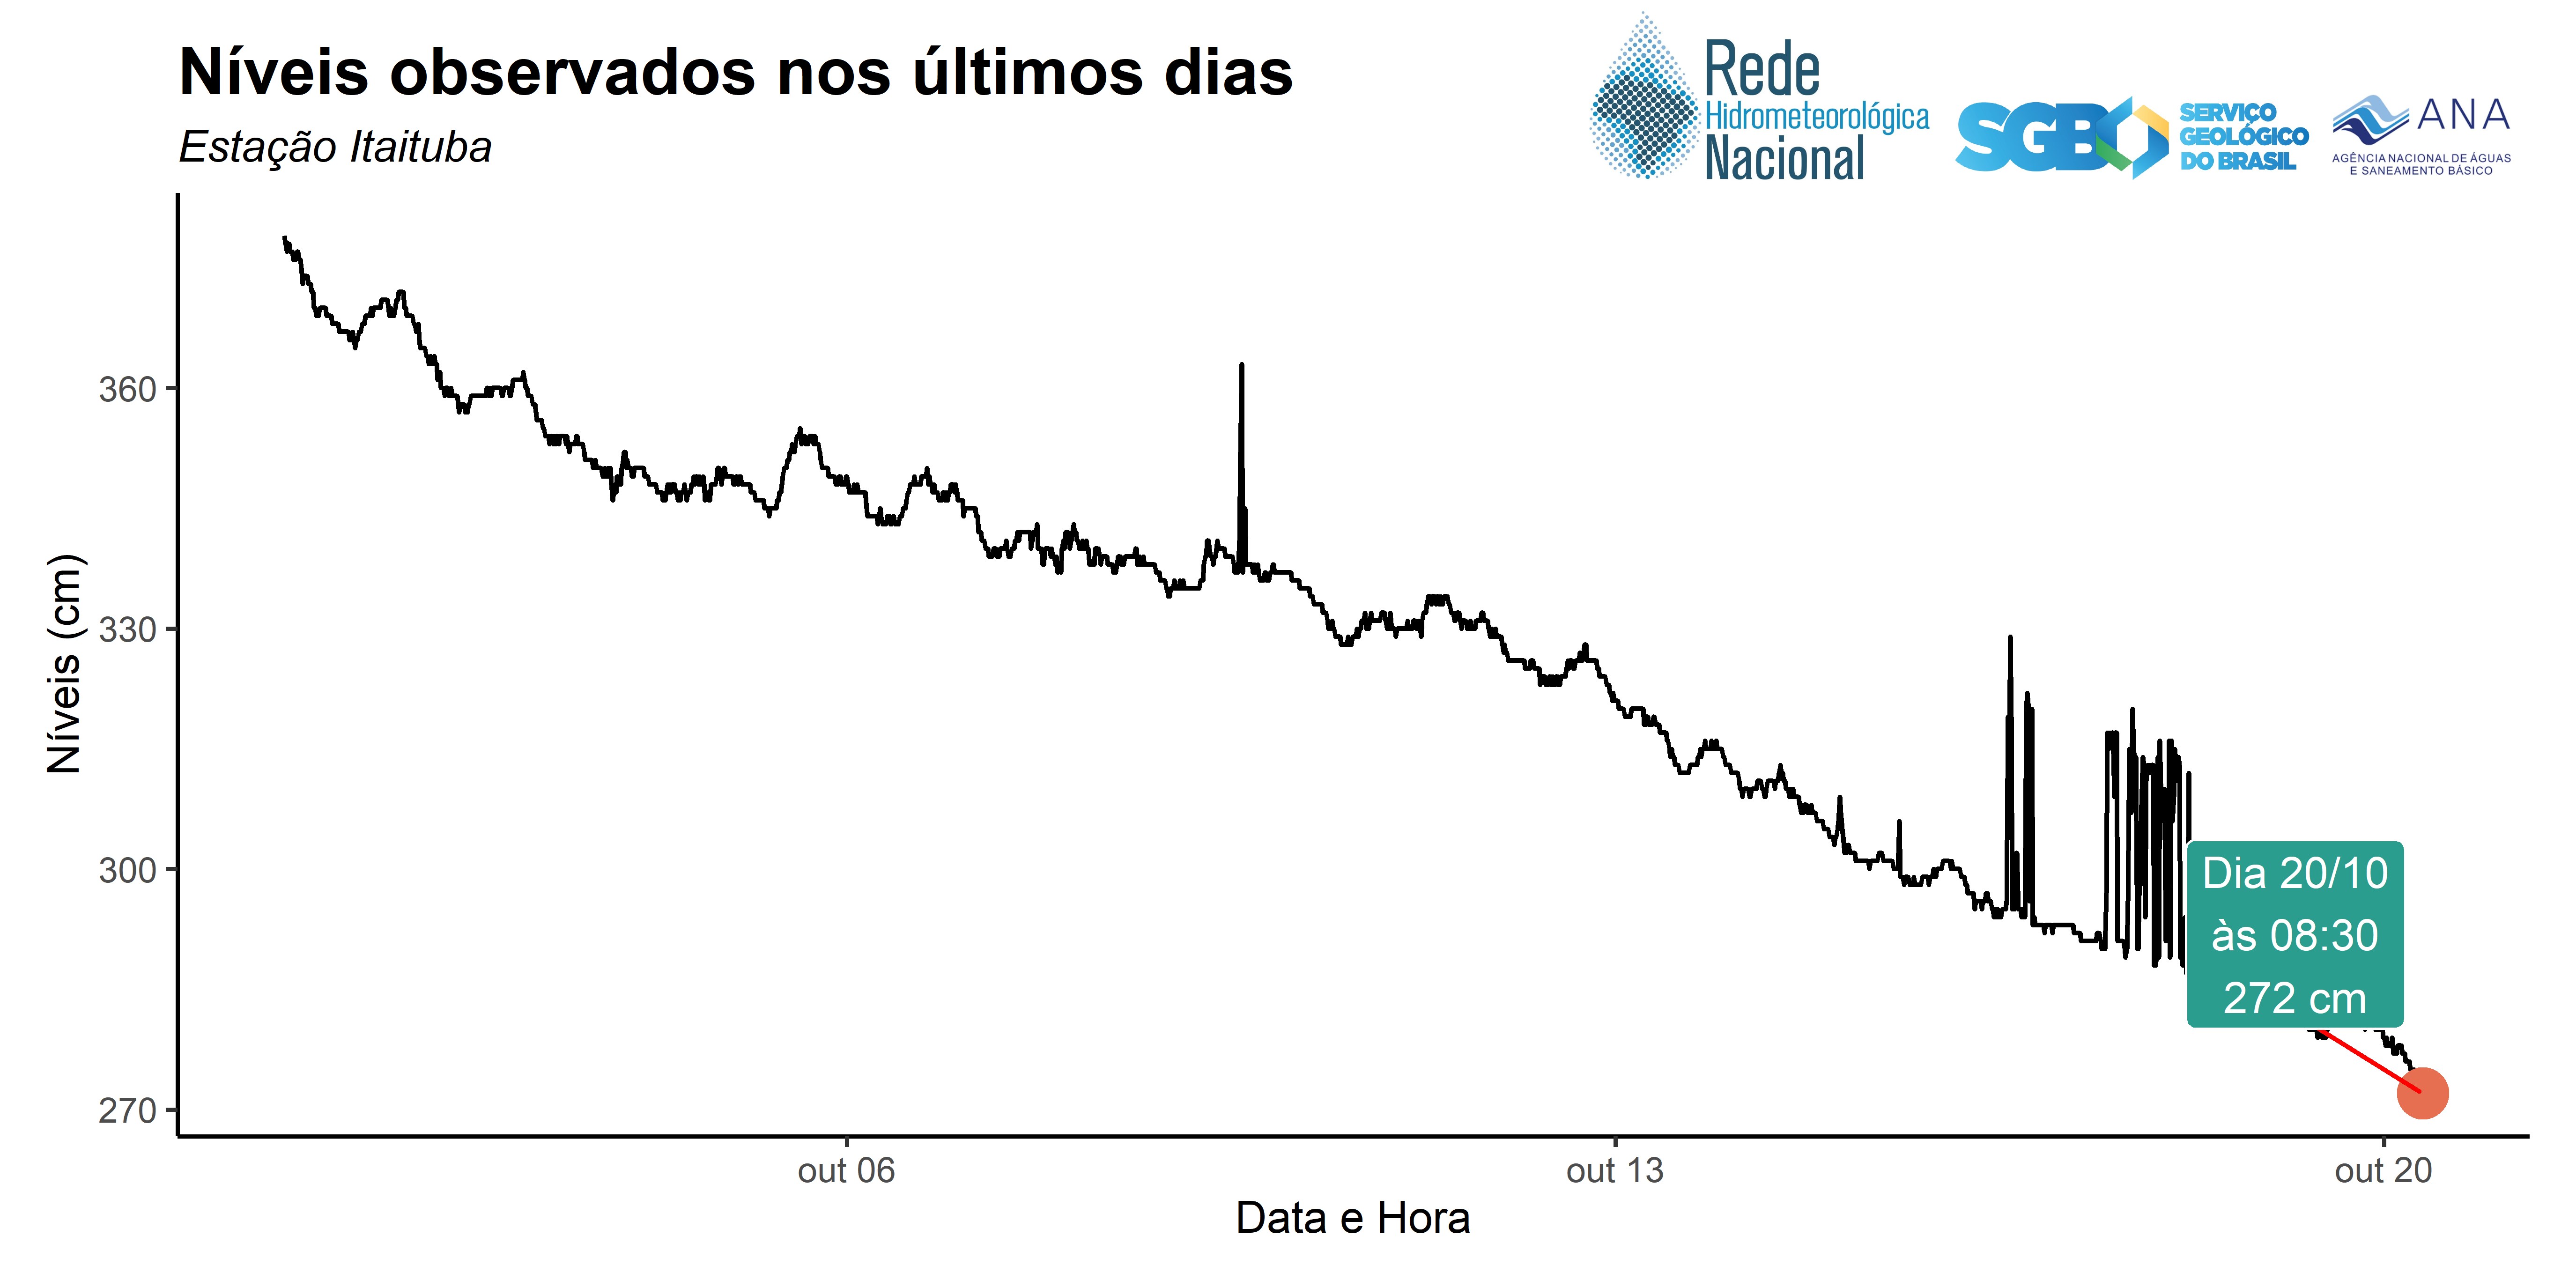 Níveis observados nos últimos dias
Estação Itaituba
Rede
Hidrometeorológica
Nacional
SGB
SERVIÇO
GEOLÓGICO
DO BRASIL
ANA
AGÊNCIA NACIONAL DE ÁGUAS
E SANEAMENTO BÁSICO
Níveis (cm)
360
330
300
270
Dia 20/10
às 08:30
272 cm
out 06
out 13
out 20
Data e Hora